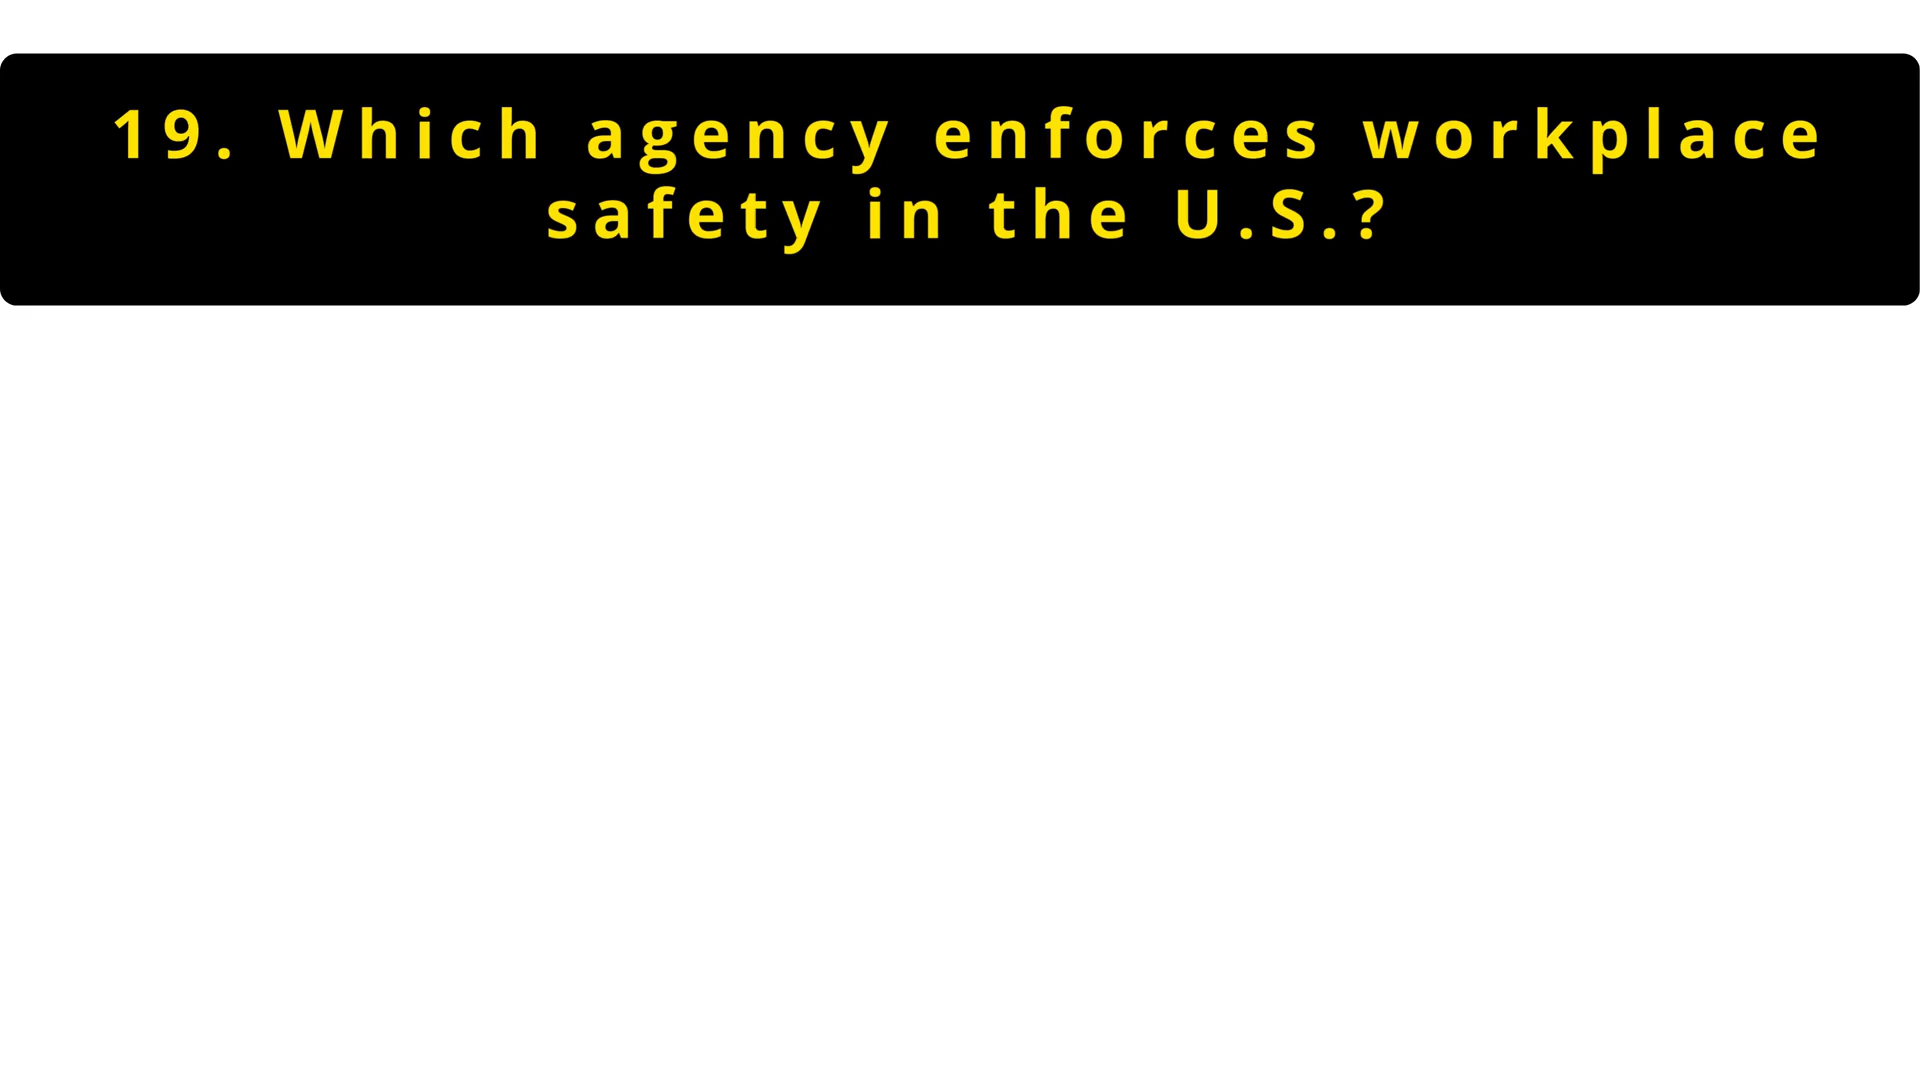 19. Which agency enforces workplace
safety in the U.S.?